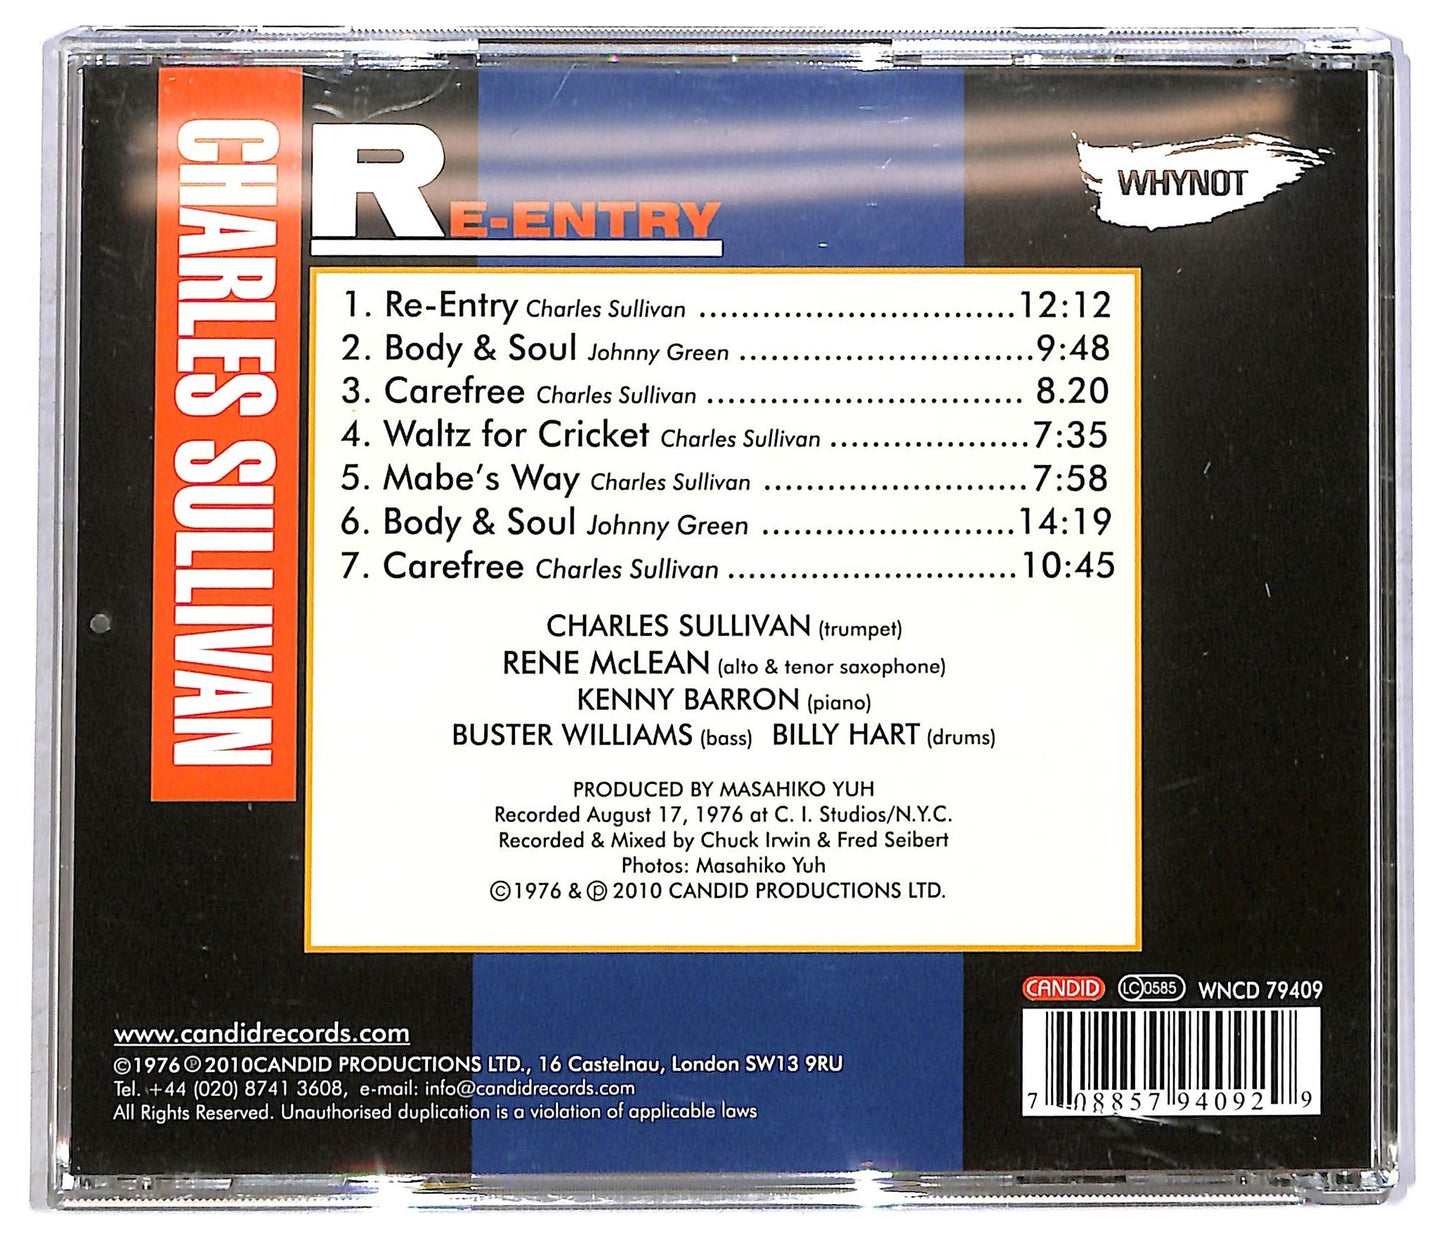 CHARLES SULLIVAN
RE-ENTRY
WHYNOT
1. Re-Entry Charles Sullivan ..............................12:12
2. Body & Soul Johnny Green ............................9:48
3. Carefree Charles Sullivan .............................. 8.20
4. Waltz for Cricket Charles Sullivan ...................7:35
5. Mabe's Way Charles Sullivan .........................7:58
6. Body & Soul Johnny Green ........................14:19
7. Carefree Charles Sullivan ...........................10:45
CHARLES SULLIVAN (trumpet)
RENE McLEAN (alto & tenor saxophone)
KENNY BARRON (piano)
BUSTER WILLIAMS (bass) BILLY HART (drums)
PRODUCED BY MASAHIKO YUH
Recorded August 17, 1976 at C. I. Studios/N.Y.C.
Recorded & Mixed by Chuck Irwin & Fred Seibert
Photos: Masahiko Yuh
©1976 & ℗ 2010 CANDID PRODUCTIONS LTD.
CANDID LC 0585 WNCD 79409
www.candidrecords.com
©1976 ℗ 2010CANDID PRODUCTIONS LTD., 16 Castelnau, London SW13 9RU
Tel. +44 (020) 8741 3608, e-mail: info@candidrecords.com
All Rights Reserved. Unauthorised duplication is a violation of applicable laws
7 08857 94092 9